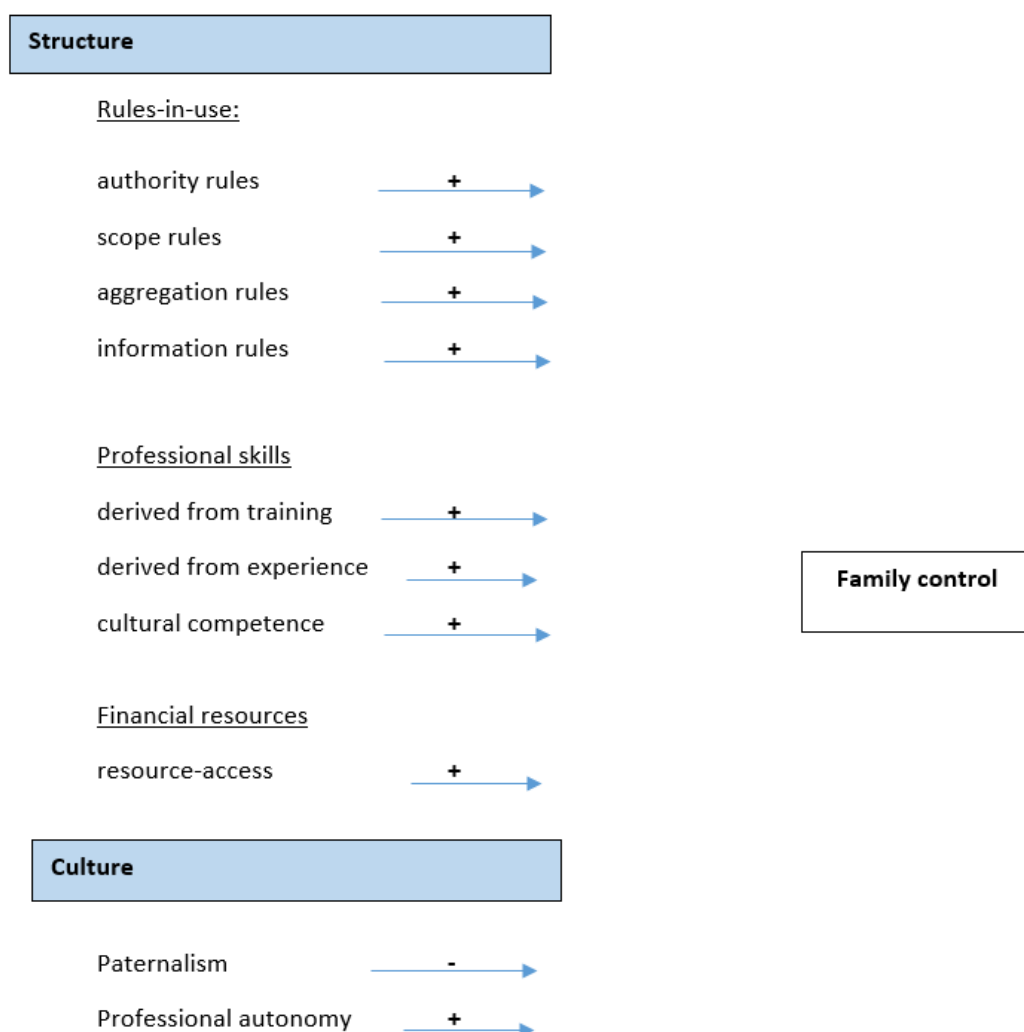 Structure
Rules-in-use:
authority rules +
scope rules +
aggregation rules +
information rules +
Professional skills
derived from training +
derived from experience +
Family control
cultural competence +
Financial resources
resource-access +
Culture
Paternalism -
Professional autonomy +